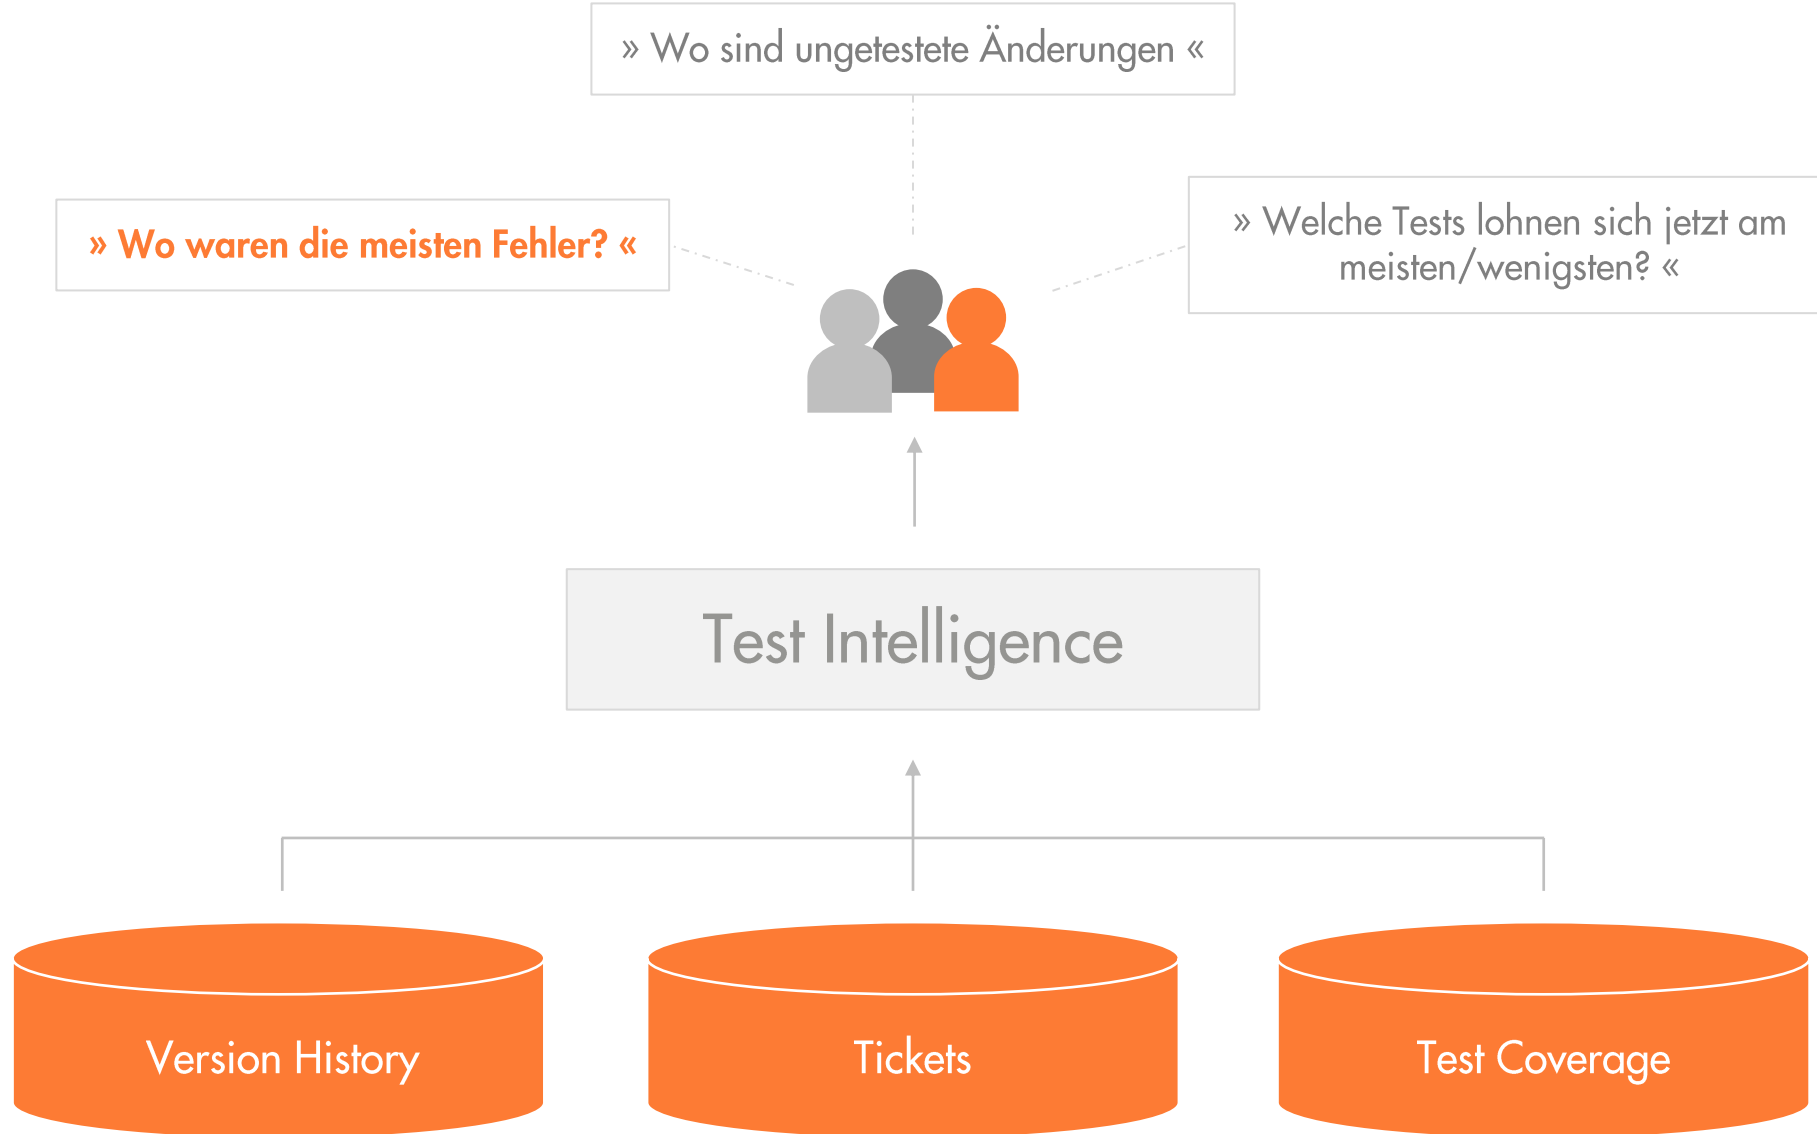 » Wo sind ungetestete Änderungen «
» Wo waren die meisten Fehler? «
» Welche Tests lohnen sich jetzt am
meisten/wenigsten? «
Test Intelligence
Version History
Tickets
Test Coverage